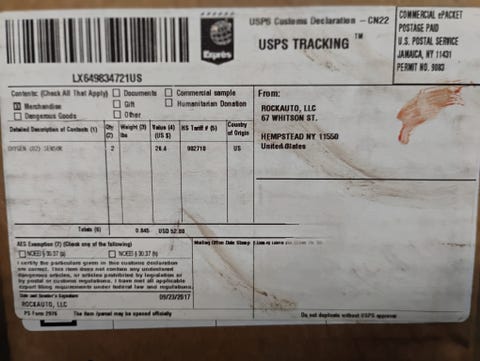 USPS Customs Declaration - CN22
USPS TRACKING™
Exprès
COMMERCIAL ePACKET
POSTAGE PAID
U.S. POSTAL SERVICE
JAMAICA, NY 11431
PERMIT NO. 9083
LX649834721US
Contents: (Check All That Apply)
Documents
Commercial sample
Merchandise
Gift
Humanitarian Donation
Dangerous Goods
Other
Detailed Description of Contents (1)
Qty (2)
Weight (3) lbs
Value (4) (US $)
HS Tariff # (5)
Country of Origin
OXYGEN (O2) SENSOR 2 26.4 902710 US
Totals (6) 0.845 USD 52.80
From:
ROCKAUTO, LLC
67 WHITSON ST.
HEMPSTEAD NY 11550
United States
AES Exemption (7) (Check any of the following)
NOEEI § 30.37 (a)
NOEEI § 30.37 (h)
I certify the particulars given in this customs declaration
are correct. This item does not contain any undeclared
dangerous articles, or articles prohibited by legislation or
by postal or customs regulations. I have met all applicable
export filing requirements under federal law and regulations.
Date and Sender's Signature
09/23/2017
ROCKAUTO, LLC
Mailing Office Date Stamp
PS Form 2976
The item /parcel may be opened officially
Do not duplicate without USPS approval